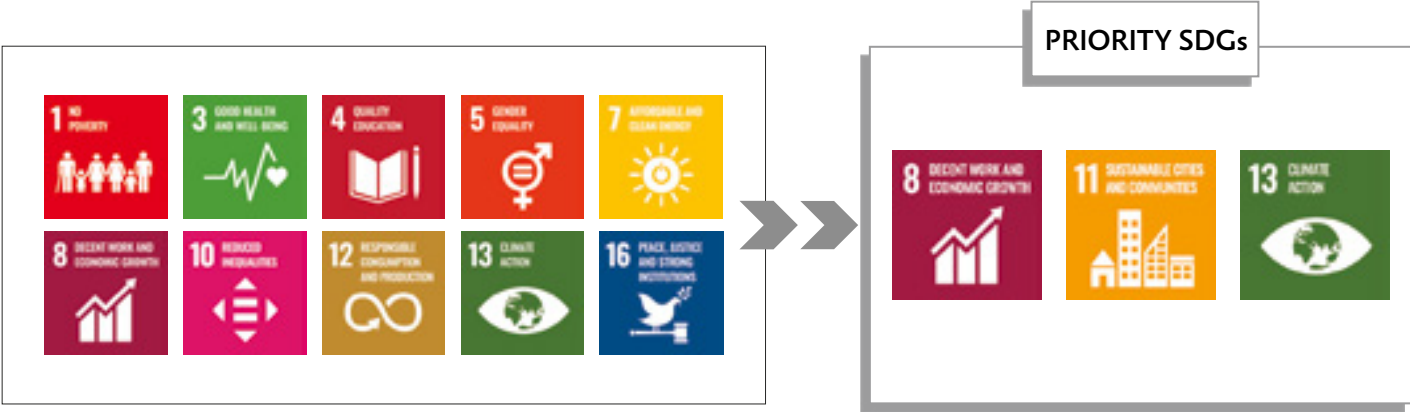 PRIORITY SDGs
1 NO
POVERTY
3 GOOD HEALTH
AND WELL-BEING
4 QUALITY
EDUCATION
5 GENDER
EQUALITY
7 AFFORDABLE AND
CLEAN ENERGY
8 DECENT WORK AND
ECONOMIC GROWTH
10 REDUCED
INEQUALITIES
12 RESPONSIBLE
CONSUMPTION
AND PRODUCTION
13 CLIMATE
ACTION
16 PEACE, JUSTICE
AND STRONG
INSTITUTIONS
8 DECENT WORK AND
ECONOMIC GROWTH
11 SUSTAINABLE CITIES
AND COMMUNITIES
13 CLIMATE
ACTION